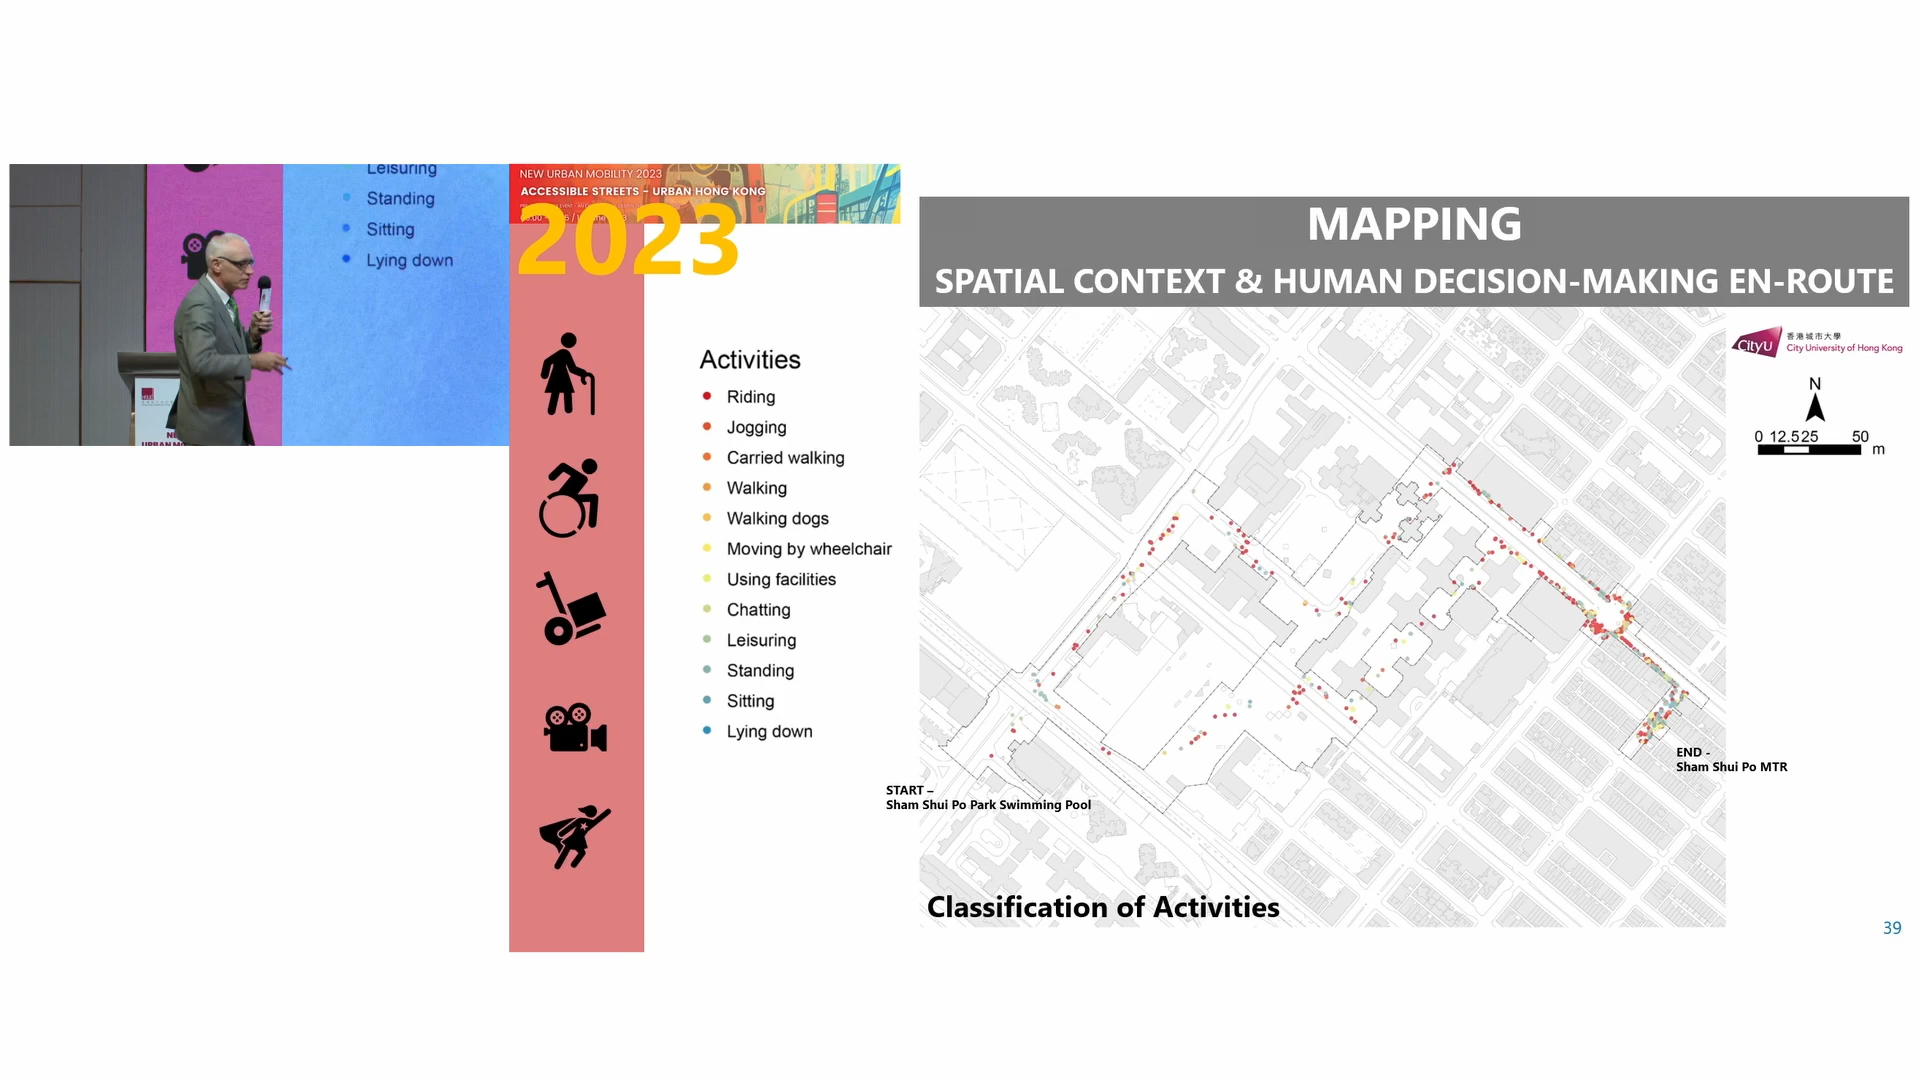 Leisuring
Standing
Sitting
Lying down
NEW URBAN MOBILITY 2023
ACCESSIBLE STREETS – URBAN HONG KONG
2023
Activities
Riding
Jogging
Carried walking
Walking
Walking dogs
Moving by wheelchair
Using facilities
Chatting
Leisuring
Standing
Sitting
Lying down
MAPPING
SPATIAL CONTEXT & HUMAN DECISION-MAKING EN-ROUTE
CityU
香港城市大學
City University of Hong Kong
N
0 12.525 50
m
START –
Sham Shui Po Park Swimming Pool
END -
Sham Shui Po MTR
Classification of Activities
39